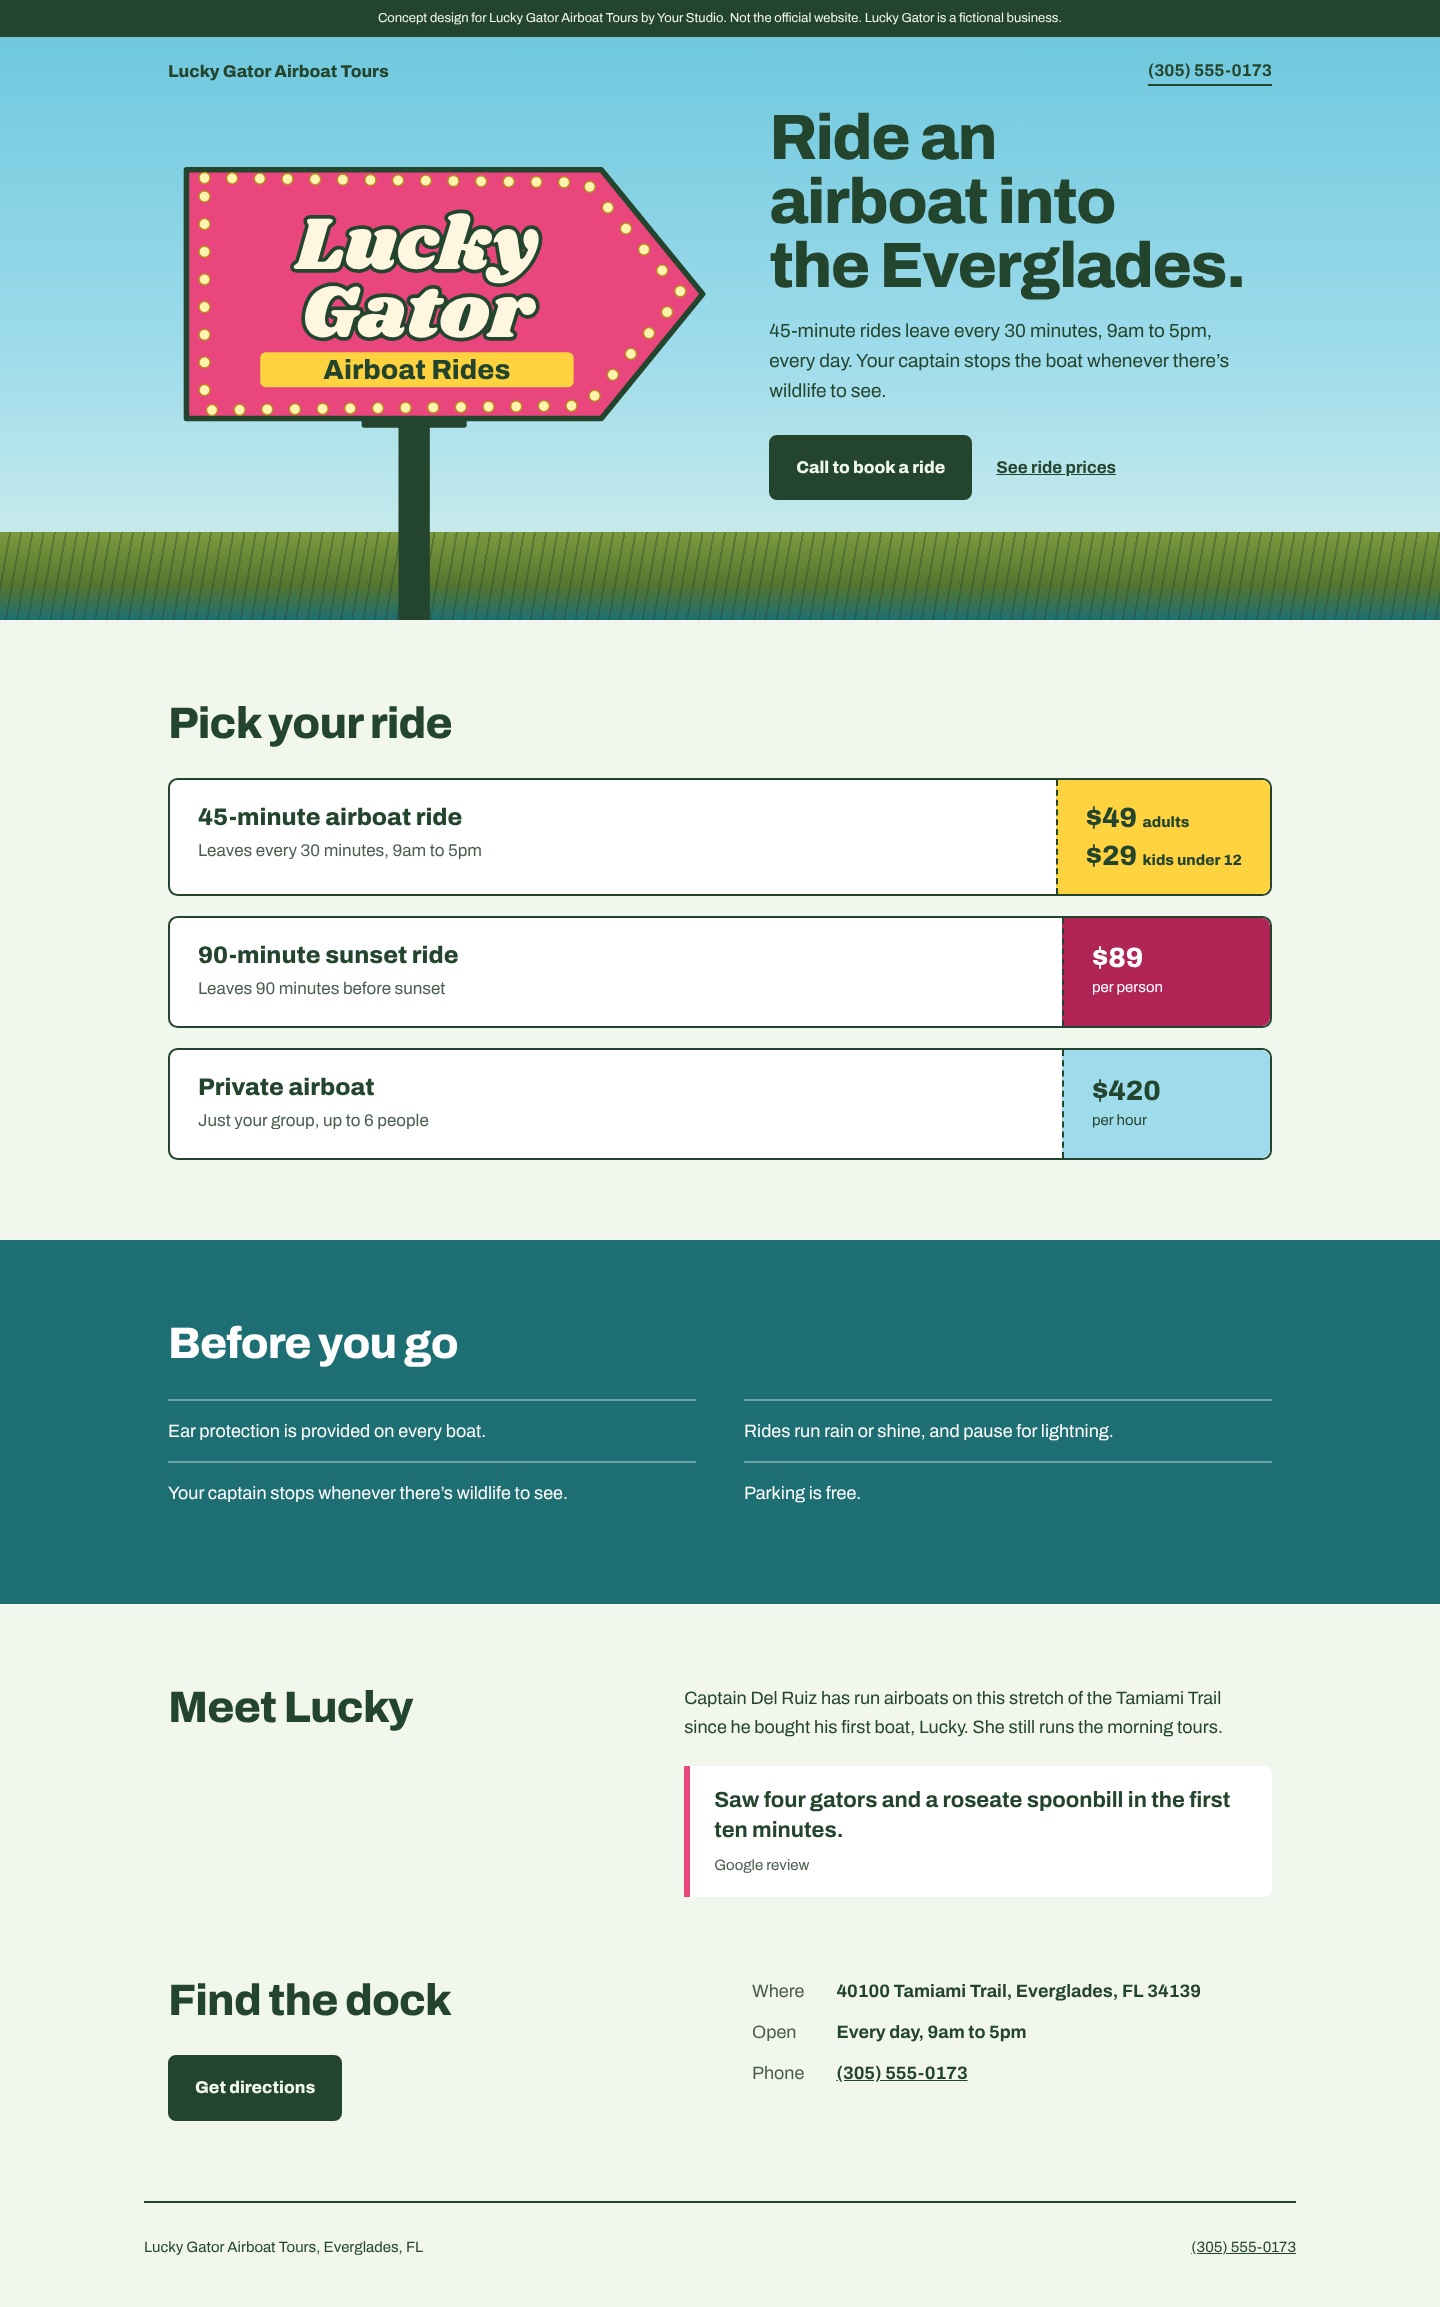 Concept design for Lucky Gator Airboat Tours by Your Studio. Not the official website. Lucky Gator is a fictional business.
Lucky Gator Airboat Tours
(305) 555-0173
Lucky
Gator
Airboat Rides
Ride an
airboat into
the Everglades.
45-minute rides leave every 30 minutes, 9am to 5pm,
every day. Your captain stops the boat whenever there’s
wildlife to see.
Call to book a ride
See ride prices
Pick your ride
45-minute airboat ride
Leaves every 30 minutes, 9am to 5pm
$49 adults
$29 kids under 12
90-minute sunset ride
Leaves 90 minutes before sunset
$89
per person
Private airboat
Just your group, up to 6 people
$420
per hour
Before you go
Ear protection is provided on every boat.
Rides run rain or shine, and pause for lightning.
Your captain stops whenever there’s wildlife to see.
Parking is free.
Meet Lucky
Captain Del Ruiz has run airboats on this stretch of the Tamiami Trail
since he bought his first boat, Lucky. She still runs the morning tours.
Saw four gators and a roseate spoonbill in the first
ten minutes.
Google review
Find the dock
Get directions
Where 40100 Tamiami Trail, Everglades, FL 34139
Open Every day, 9am to 5pm
Phone (305) 555-0173
Lucky Gator Airboat Tours, Everglades, FL
(305) 555-0173